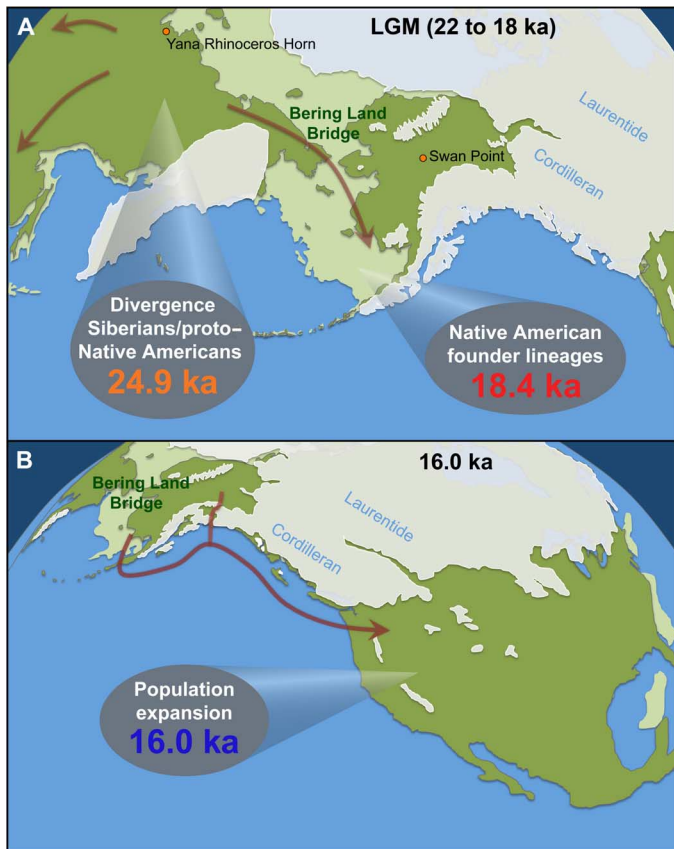 A
LGM (22 to 18 ka)
Yana Rhinoceros Horn
Bering Land
Bridge
Swan Point
Laurentide
Cordilleran
Divergence
Siberians/proto–
Native Americans
24.9 ka
Native American
founder lineages
18.4 ka
B
16.0 ka
Bering Land
Bridge
Laurentide
Cordilleran
Population
expansion
16.0 ka